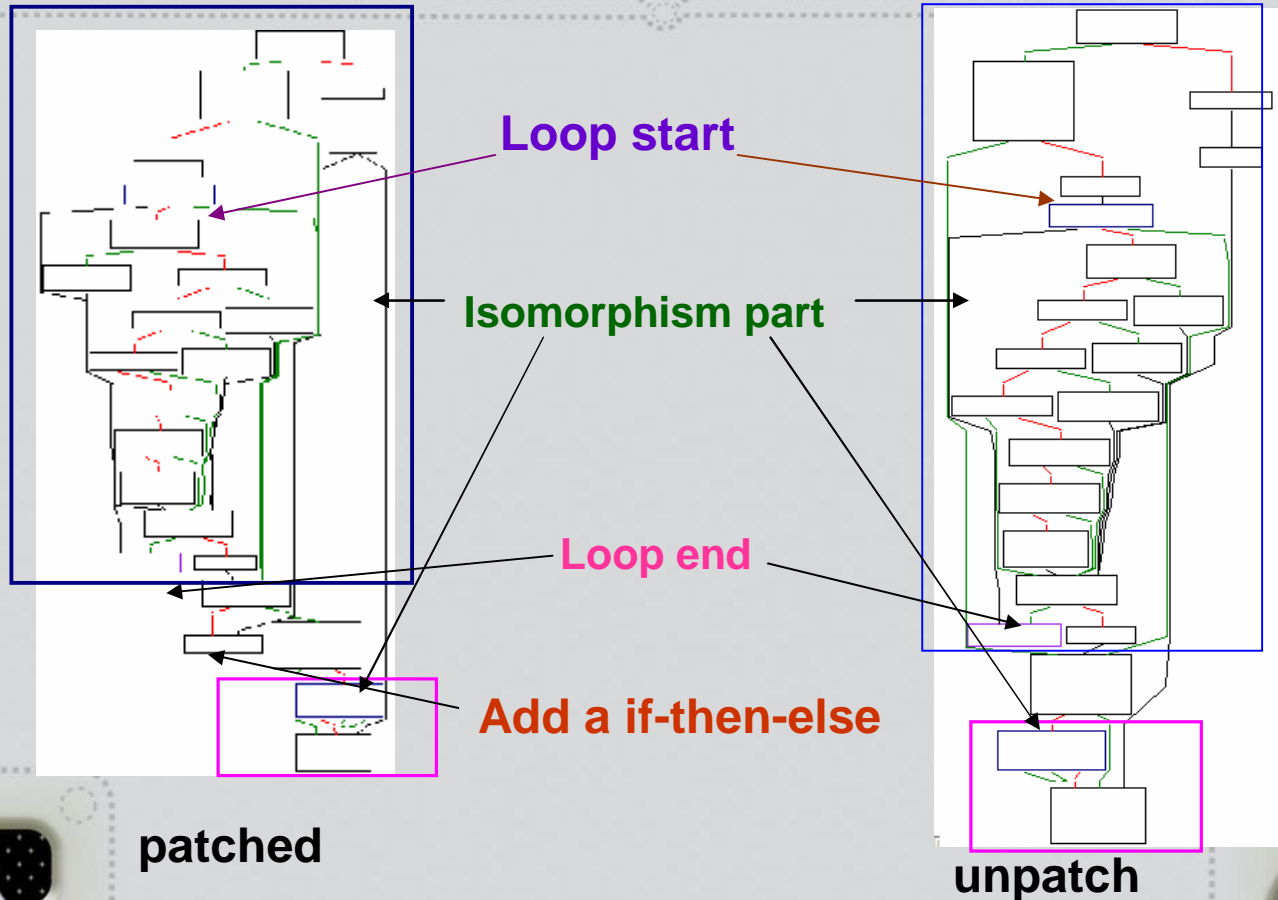 Loop start
Isomorphism part
Loop end
Add a if-then-else
patched
unpatch